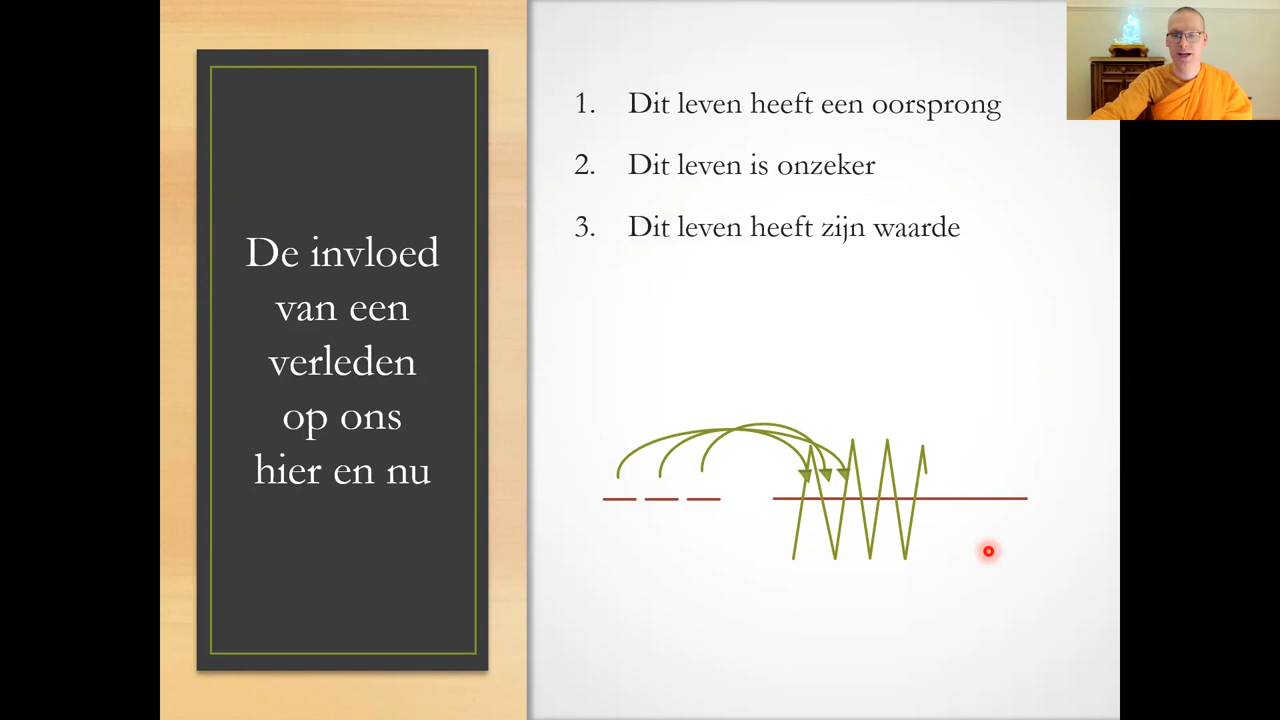 De invloed
van een
verleden
op ons
hier en nu
1. Dit leven heeft een oorsprong
2. Dit leven is onzeker
3. Dit leven heeft zijn waarde